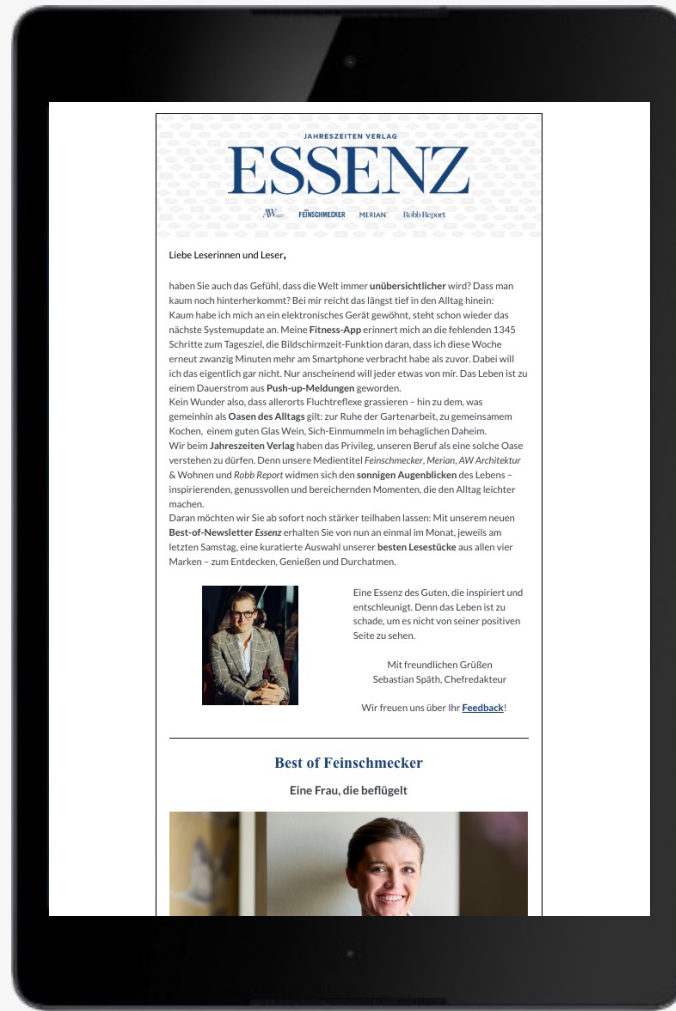 JAHRESZEITEN VERLAG
ESSENZ
AW FEINSCHMECKER MERIAN Robb Report
Liebe Leserinnen und Leser,
haben Sie auch das Gefühl, dass die Welt immer unübersichtlicher wird? Dass man
kaum noch hinterherkommt? Bei mir reicht das längst tief in den Alltag hinein:
Kaum habe ich mich an ein elektronisches Gerät gewöhnt, steht schon wieder das
nächste Systemupdate an. Meine Fitness-App erinnert mich an die fehlenden 1345
Schritte zum Tagesziel, die Bildschirmzeit-Funktion daran, dass ich diese Woche
erneut zwanzig Minuten mehr am Smartphone verbracht habe als zuvor. Dabei will
ich das eigentlich gar nicht. Nur anscheinend will jeder etwas von mir. Das Leben ist zu
einem Dauerstrom aus Push-up-Meldungen geworden.
Kein Wunder also, dass allerorts Fluchtreflexe grassieren – hin zu dem, was
gemeinhin als Oasen des Alltags gilt: zur Ruhe der Gartenarbeit, zu gemeinsamem
Kochen, einem guten Glas Wein, Sich-Einmummeln im behaglichen Daheim.
Wir beim Jahreszeiten Verlag haben das Privileg, unseren Beruf als eine solche Oase
verstehen zu dürfen. Denn unsere Medientitel Feinschmecker, Merian, AW Architektur
& Wohnen und Robb Report widmen sich den sonnigen Augenblicken des Lebens –
inspirierenden, genussvollen und bereichernden Momenten, die den Alltag leichter
machen.
Daran möchten wir Sie ab sofort noch stärker teilhaben lassen: Mit unserem neuen
Best-of-Newsletter Essenz erhalten Sie von nun an einmal im Monat, jeweils am
letzten Samstag, eine kuratierte Auswahl unserer besten Lesestücke aus allen vier
Marken – zum Entdecken, Genießen und Durchatmen.
Eine Essenz des Guten, die inspiriert und
entschleunigt. Denn das Leben ist zu
schade, um es nicht von seiner positiven
Seite zu sehen.
Mit freundlichen Grüßen
Sebastian Späth, Chefredakteur
Wir freuen uns über Ihr Feedback!
Best of Feinschmecker
Eine Frau, die beflügelt